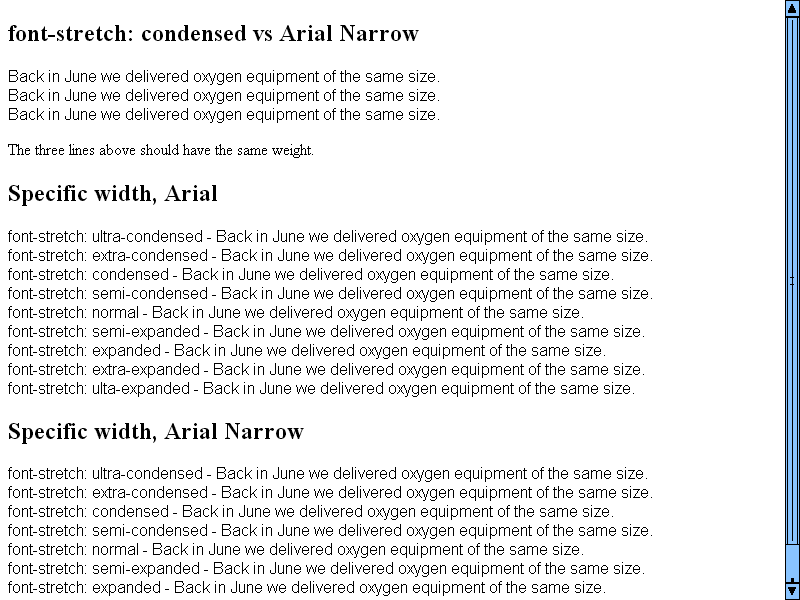 font-stretch: condensed vs Arial Narrow
Back in June we delivered oxygen equipment of the same size.
Back in June we delivered oxygen equipment of the same size.
Back in June we delivered oxygen equipment of the same size.
The three lines above should have the same weight.
Specific width, Arial
font-stretch: ultra-condensed - Back in June we delivered oxygen equipment of the same size.
font-stretch: extra-condensed - Back in June we delivered oxygen equipment of the same size.
font-stretch: condensed - Back in June we delivered oxygen equipment of the same size.
font-stretch: semi-condensed - Back in June we delivered oxygen equipment of the same size.
font-stretch: normal - Back in June we delivered oxygen equipment of the same size.
font-stretch: semi-expanded - Back in June we delivered oxygen equipment of the same size.
font-stretch: expanded - Back in June we delivered oxygen equipment of the same size.
font-stretch: extra-expanded - Back in June we delivered oxygen equipment of the same size.
font-stretch: ulta-expanded - Back in June we delivered oxygen equipment of the same size.
Specific width, Arial Narrow
font-stretch: ultra-condensed - Back in June we delivered oxygen equipment of the same size.
font-stretch: extra-condensed - Back in June we delivered oxygen equipment of the same size.
font-stretch: condensed - Back in June we delivered oxygen equipment of the same size.
font-stretch: semi-condensed - Back in June we delivered oxygen equipment of the same size.
font-stretch: normal - Back in June we delivered oxygen equipment of the same size.
font-stretch: semi-expanded - Back in June we delivered oxygen equipment of the same size.
font-stretch: expanded - Back in June we delivered oxygen equipment of the same size.